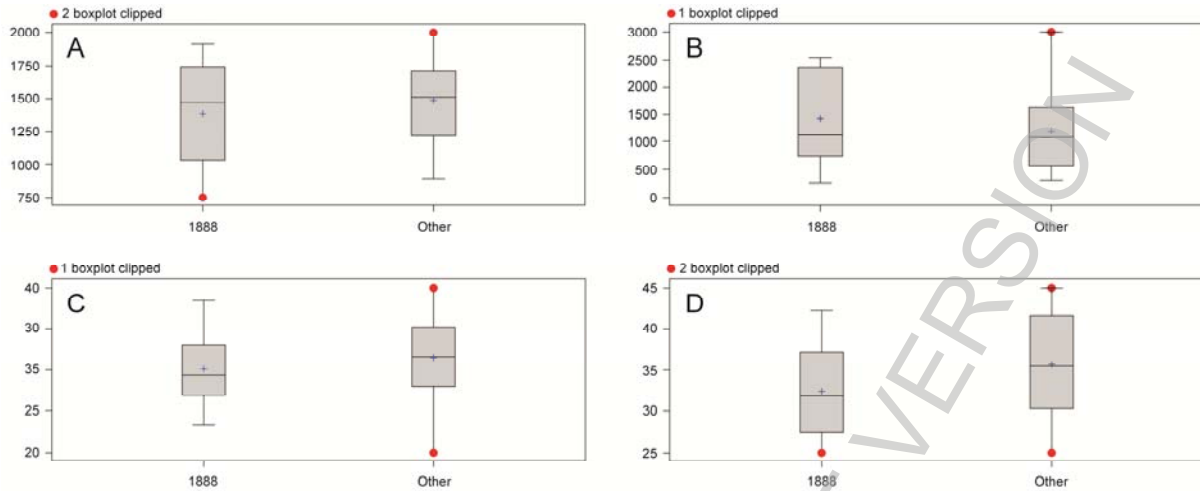 2 boxplot clipped
A
2000
1750
1500
1250
1000
750
1888 Other
1 boxplot clipped
B
3000
2500
2000
1500
1000
500
0
1888 Other
1 boxplot clipped
C
40
30
35
25
20
1888 Other
2 boxplot clipped
D
45
40
35
30
25
1888 Other
VERSION